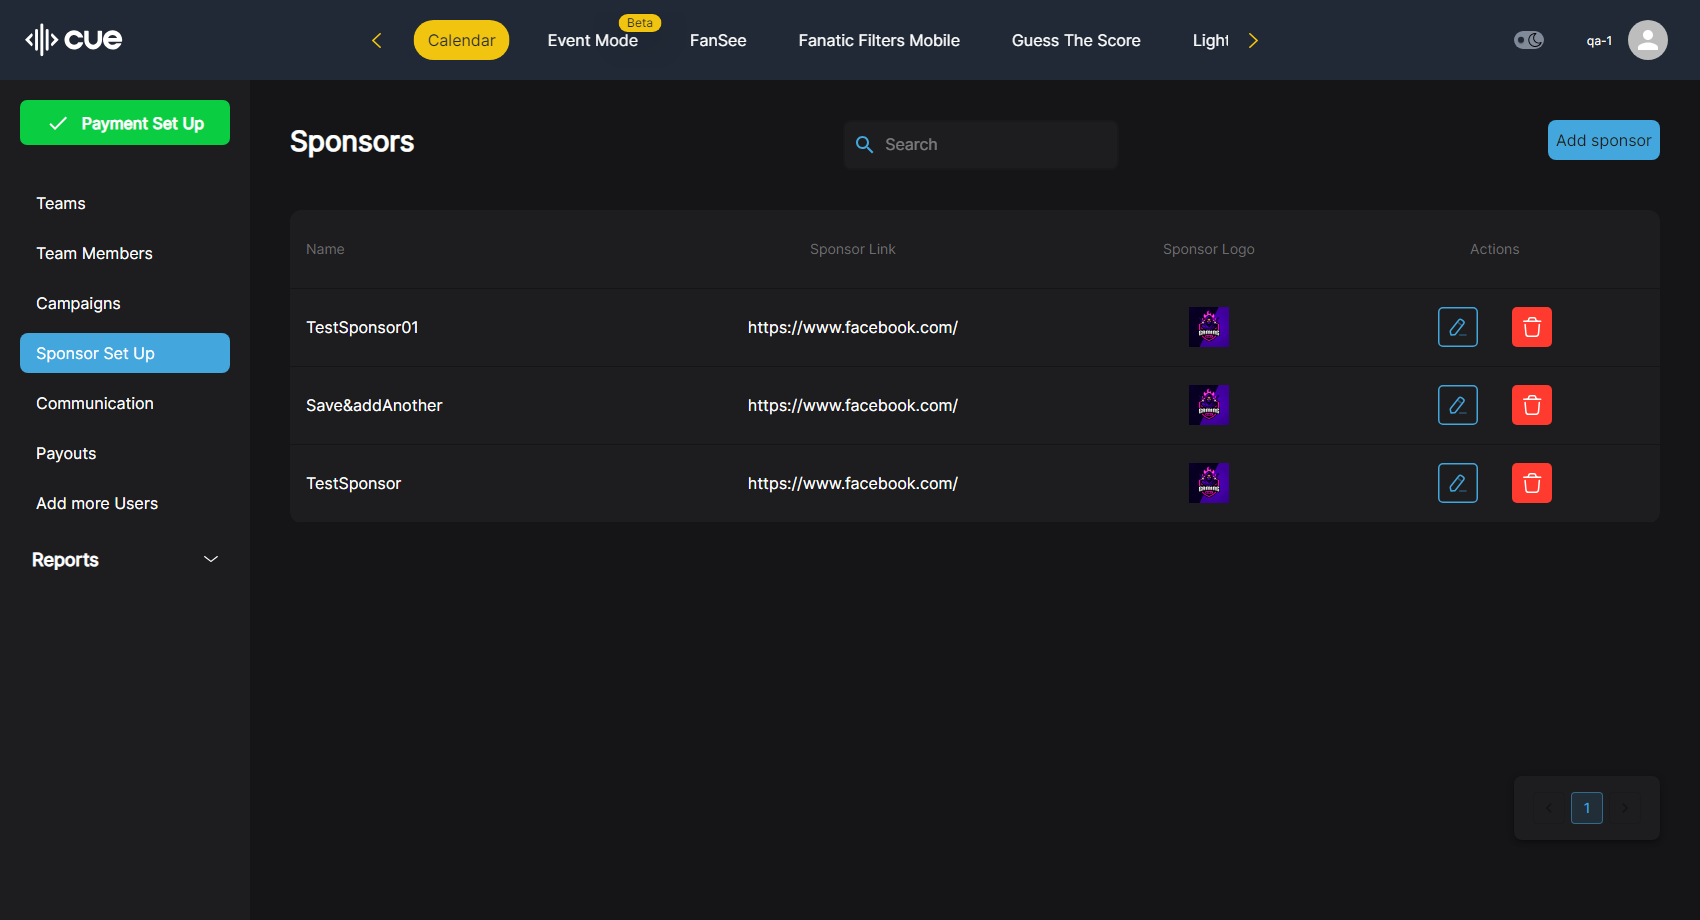 cue
Calendar
Event Mode
Beta
FanSee
Fanatic Filters Mobile
Guess The Score
Light
qa-1
Payment Set Up
Teams
Team Members
Campaigns
Sponsor Set Up
Communication
Payouts
Add more Users
Reports
Sponsors
Search
Add sponsor
Name Sponsor Link Sponsor Logo Actions
TestSponsor01 https://www.facebook.com/
Save&addAnother https://www.facebook.com/
TestSponsor https://www.facebook.com/
1